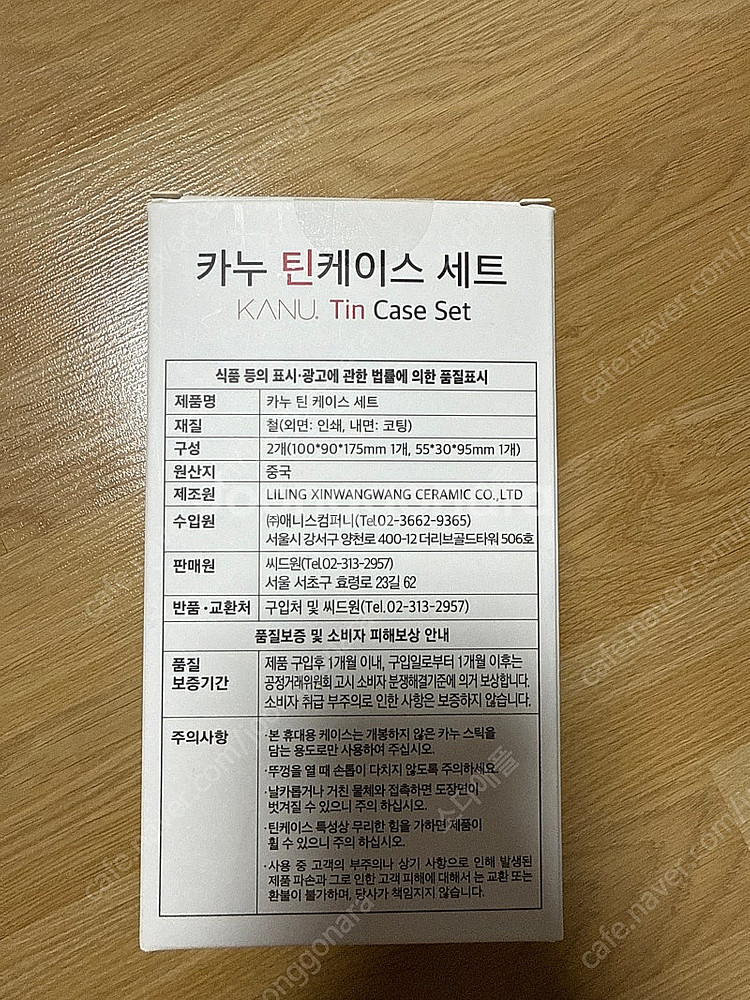 카누 틴케이스 세트
KANU. Tin Case Set
식품 등의 표시·광고에 관한 법률에 의한 품질표시
제품명 카누 틴 케이스 세트
재질 철(외면: 인쇄, 내면: 코팅)
구성 2개(100*90*175mm 1개, 55*30*95mm 1개)
원산지 중국
제조원 LILING XINWANGWANG CERAMIC CO.,LTD
수입원 ㈜애니스컴퍼니(Tel.02-3662-9365)
서울시 강서구 양천로 400-12 더리브골드타워 506호
판매원 씨드원(Tel.02-313-2957)
서울 서초구 효령로 23길 62
반품·교환처 구입처 및 씨드원(Tel.02-313-2957)
품질보증 및 소비자 피해보상 안내
품질 보증기간 제품 구입후 1개월 이내, 구입일로부터 1개월 이후는
공정거래위원회 고시 소비자 분쟁해결기준에 의거 보상합니다.
소비자 취급 부주의로 인한 사항은 보증하지 않습니다.
주의사항 ·본 휴대용 케이스는 개봉하지 않은 카누 스틱을
담는 용도로만 사용하여 주십시오.
·뚜껑을 열 때 손톱이 다치지 않도록 주의하세요.
·날카롭거나 거친 물체와 접촉하면 도장면이
벗겨질 수 있으니 주의 하십시오.
·틴케이스 특성상 무리한 힘을 가하면 제품이
휠 수 있으니 주의 하십시오.
·사용 중 고객의 부주의나 상기 사항으로 인해 발생된
제품 파손과 그로 인한 고객 피해에 대해서 는 교환 또는
환불이 불가하며, 당사가 책임지지 않습니다.
cafe.naver.com
스디아폴